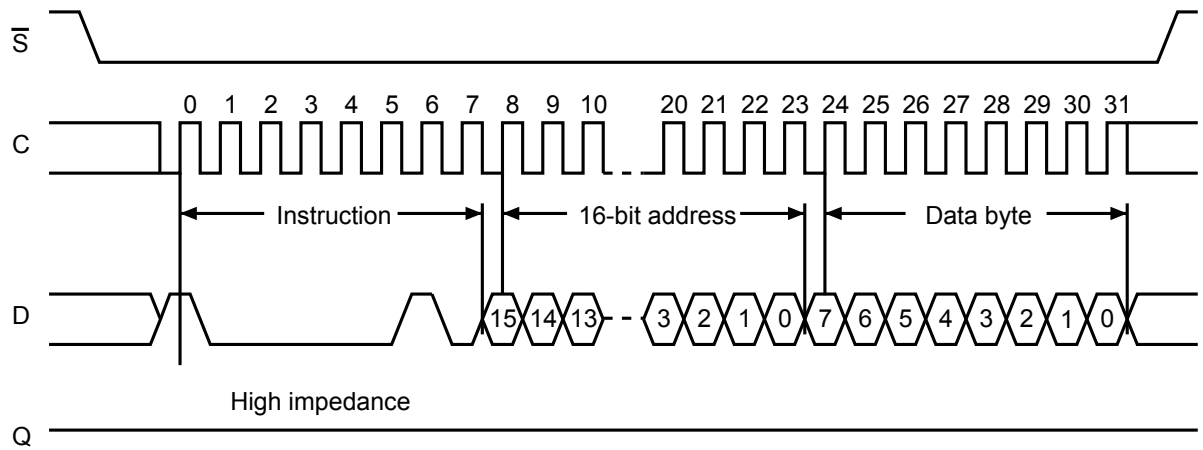 S̅
0 1 2 3 4 5 6 7 8 9 10 20 21 22 23 24 25 26 27 28 29 30 31
C
Instruction 16-bit address Data byte
D 15 14 13 3 2 1 0 7 6 5 4 3 2 1 0
High impedance
Q